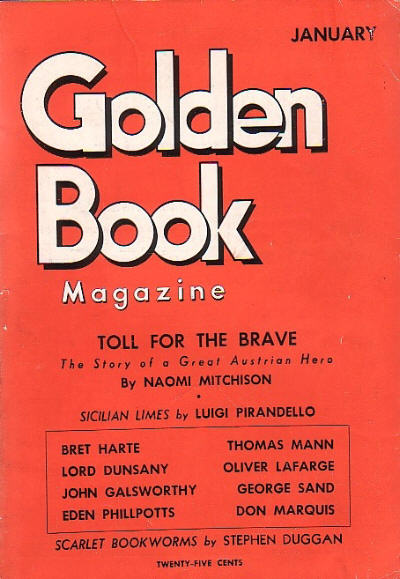 JANUARY
Golden
Book
Magazine
TOLL FOR THE BRAVE
The Story of a Great Austrian Hero
By NAOMI MITCHISON
•
SICILIAN LIMES by LUIGI PIRANDELLO
BRET HARTE THOMAS MANN
LORD DUNSANY OLIVER LAFARGE
JOHN GALSWORTHY GEORGE SAND
EDEN PHILLPOTTS DON MARQUIS
SCARLET BOOKWORMS by STEPHEN DUGGAN
TWENTY-FIVE CENTS